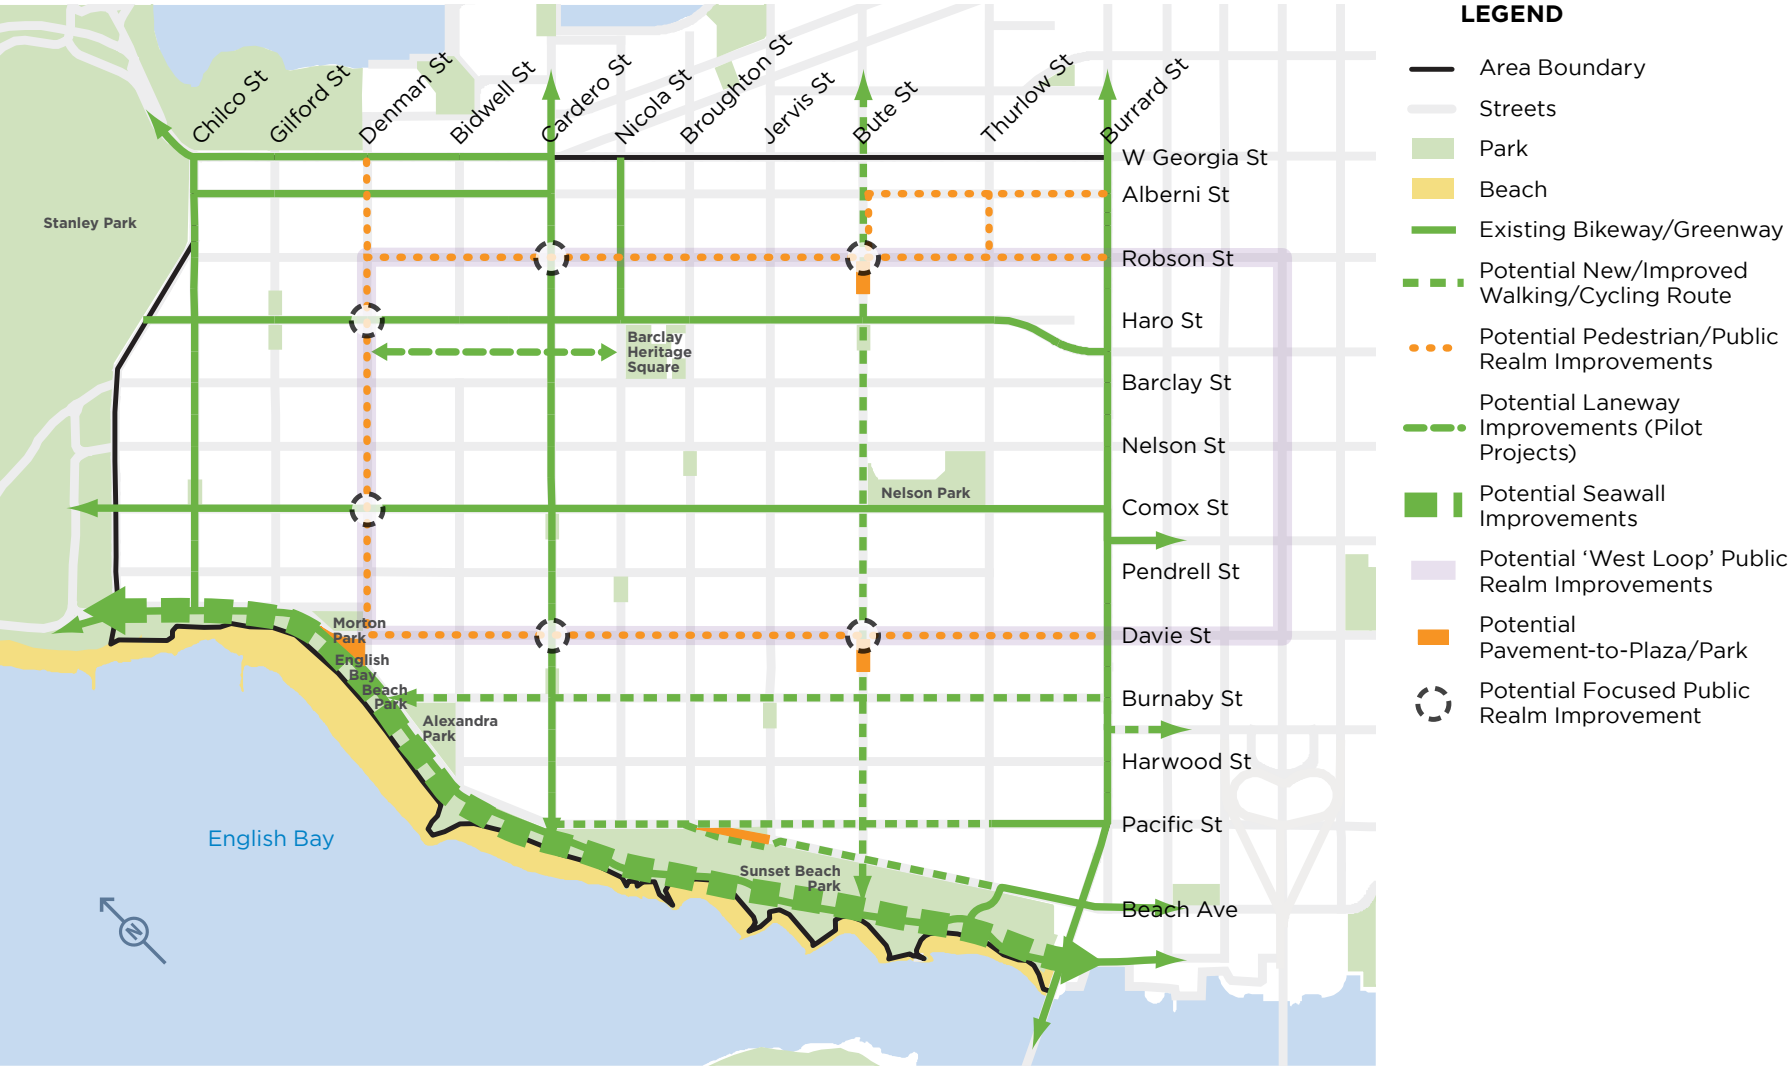 Chilco St
Gilford St
Denman St
Bidwell St
Cardero St
Nicola St
Broughton St
Jervis St
Bute St
Thurlow St
Burrard St
W Georgia St
Alberni St
Robson St
Haro St
Barclay St
Nelson St
Comox St
Pendrell St
Davie St
Burnaby St
Harwood St
Pacific St
Beach Ave
Stanley Park
Barclay
Heritage
Square
Nelson Park
Morton
Park
English
Bay
Beach
Park
Alexandra
Park
Sunset Beach
Park
English Bay
N
LEGEND
Area Boundary
Streets
Park
Beach
Existing Bikeway/Greenway
Potential New/Improved
Walking/Cycling Route
Potential Pedestrian/Public
Realm Improvements
Potential Laneway
Improvements (Pilot
Projects)
Potential Seawall
Improvements
Potential ‘West Loop’ Public
Realm Improvements
Potential
Pavement-to-Plaza/Park
Potential Focused Public
Realm Improvement